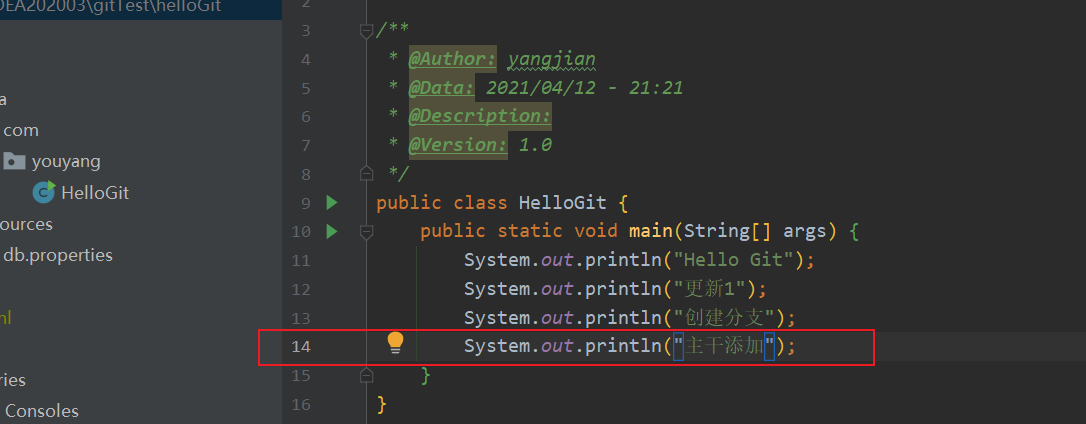 DEA202003\gitTest\helloGit
a
com
youyang
HelloGit
ources
db.properties
ml
ries
Consoles
2
3 /**
4 * @Author: yangjian
5 * @Data: 2021/04/12 - 21:21
6 * @Description:
7 * @Version: 1.0
8 */
9 public class HelloGit {
10 public static void main(String[] args) {
11 System.out.println("Hello Git");
12 System.out.println("更新1");
13 System.out.println("创建分支");
14 System.out.println("主干添加");
15 }
16 }